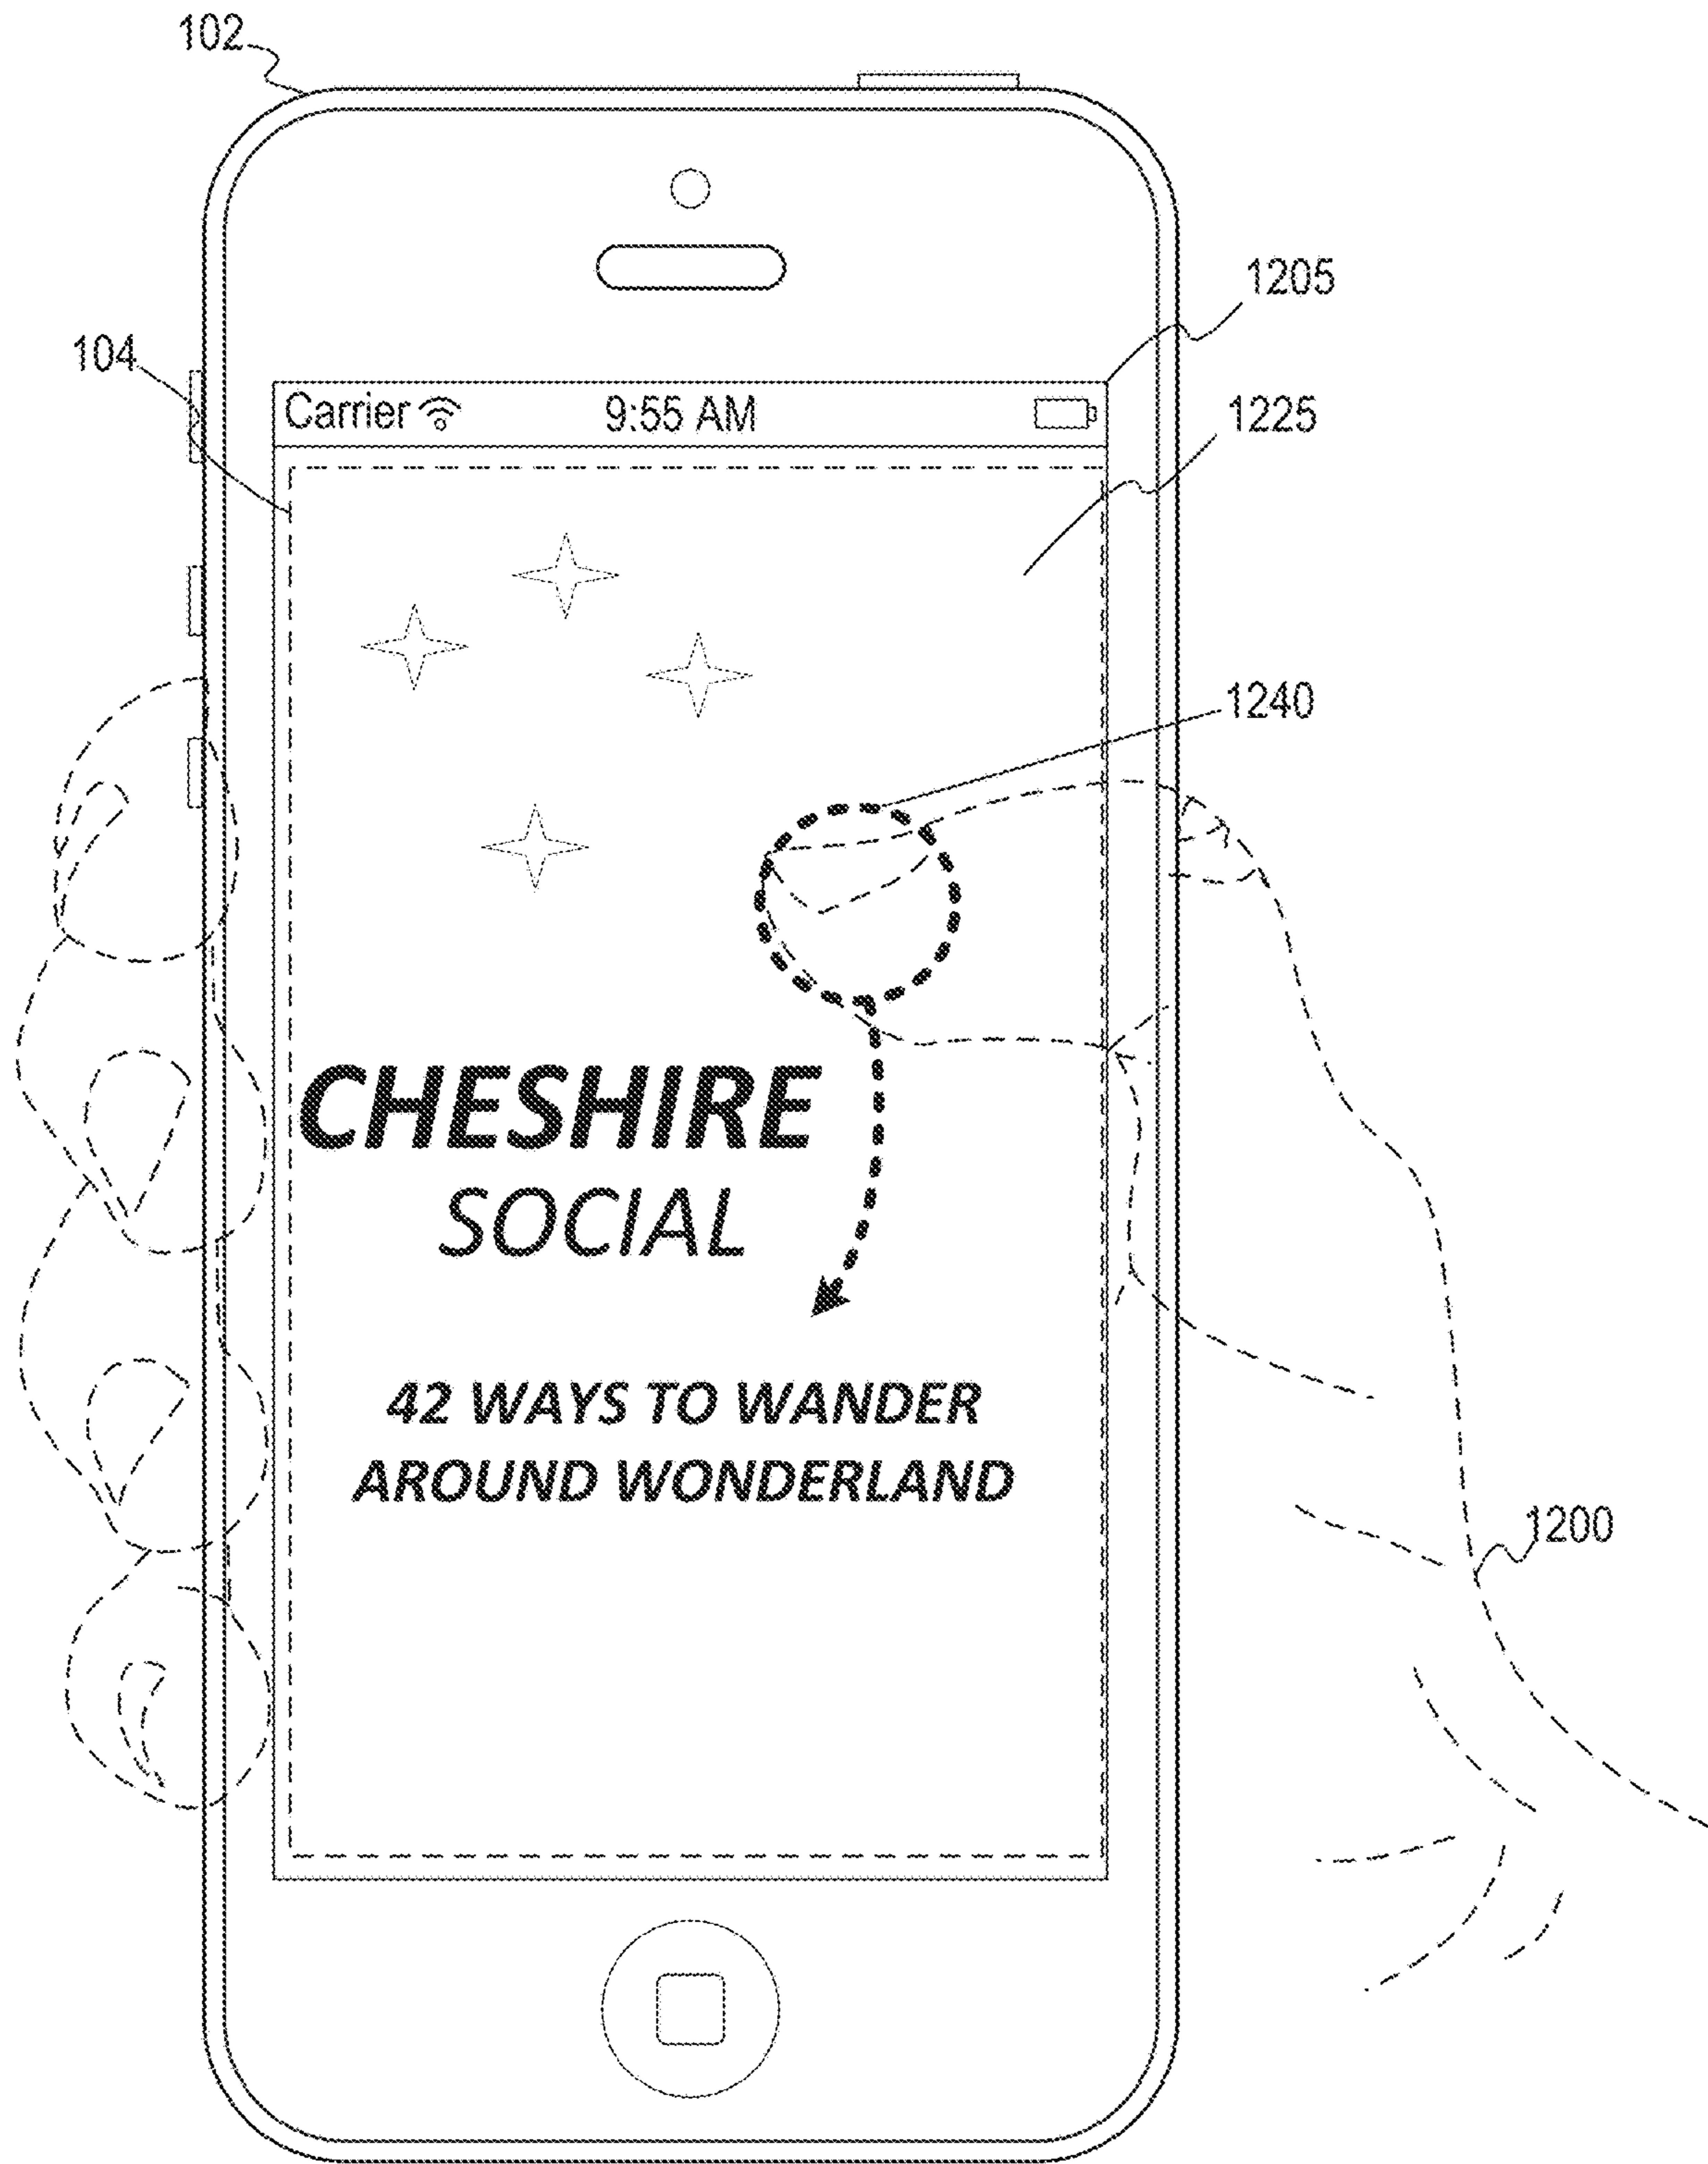 102
1205
104
Carrier 9:55 AM
1225
1240
CHESHIRE
SOCIAL
42 WAYS TO WANDER
AROUND WONDERLAND
1200